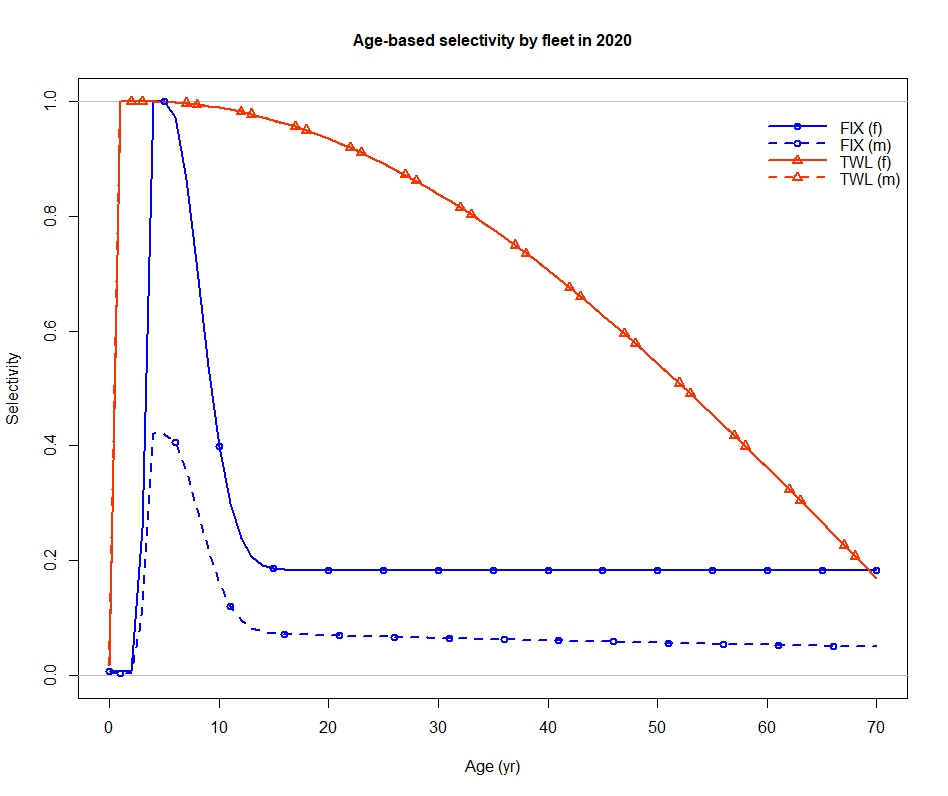 Age-based selectivity by fleet in 2020
1.0
0.8
0.6
0.4
0.2
0.0
Selectivity
FIX (f)
FIX (m)
TWL (f)
TWL (m)
0 10 20 30 40 50 60 70
Age (yr)